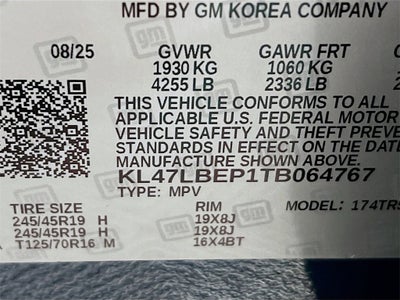 MFD BY GM KOREA COMPANY
08/25 GVWR GAWR FRT
1930 KG 1060 KG
4255 LB 2336 LB
THIS VEHICLE CONFORMS TO ALL
APPLICABLE U.S. FEDERAL MOTOR
VEHICLE SAFETY AND THEFT
STANDARDS IN EFFECT ON THE DATE
MANUFACTURE SHOWN ABOVE.
KL47LBEP1TB064767
TYPE: MPV MODEL: 174TR
TIRE SIZE RIM
245/45R19 H 19X8J
245/45R19 H 19X8J
T125/70R16 M 16X4BT
gm